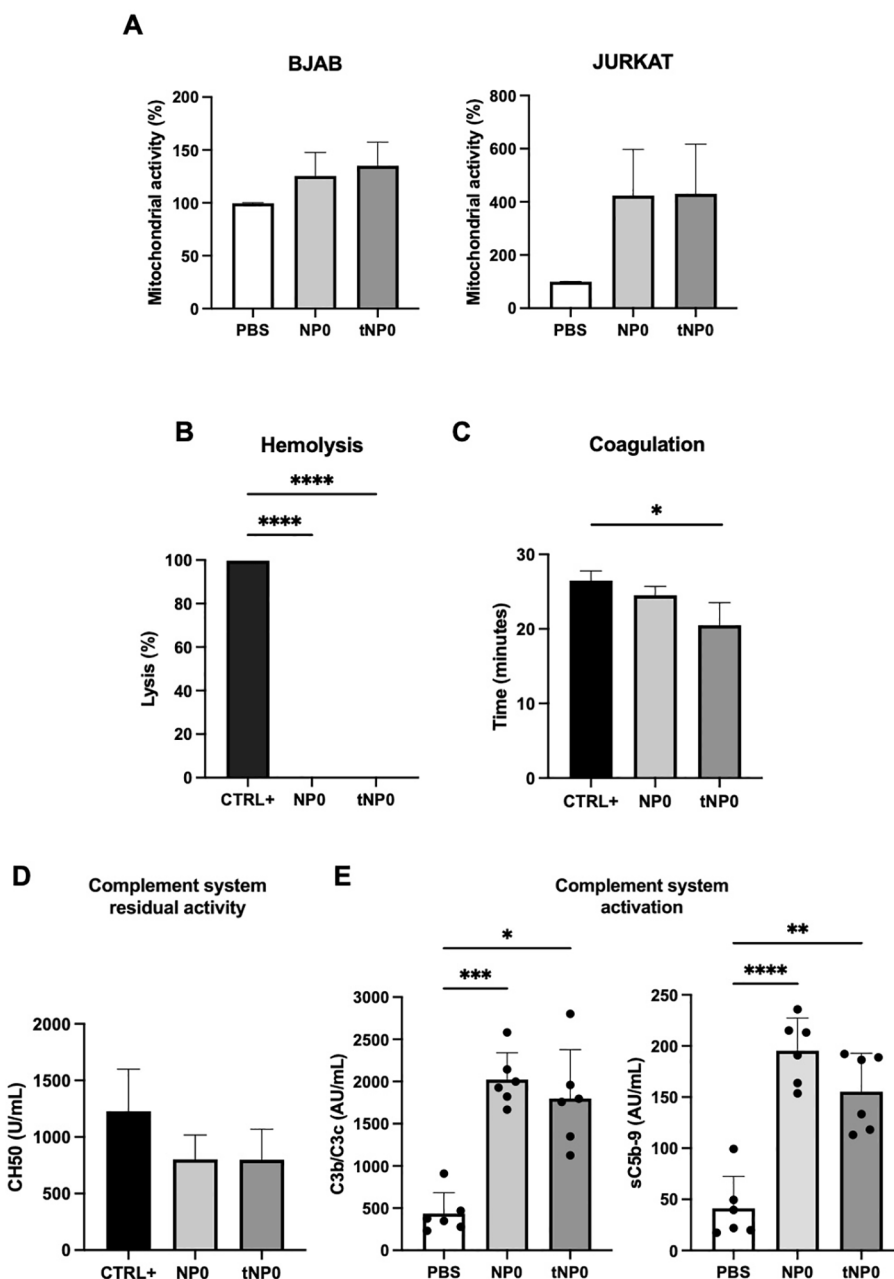 A
BJAB
JURKAT
Mitochondrial activity (%)
200
150
100
50
0
PBS NP0 tNP0
Mitochondrial activity (%)
800
600
400
200
0
PBS NP0 tNP0
B
Hemolysis
****
****
Lysis (%)
100
80
60
40
20
0
CTRL+ NP0 tNP0
C
Coagulation
*
Time (minutes)
30
20
10
0
CTRL+ NP0 tNP0
D
Complement system
residual activity
CH50 (U/mL)
2000
1500
1000
500
0
CTRL+ NP0 tNP0
E
Complement system
activation
*
***
C3b/C3c (AU/mL)
3000
2500
2000
1500
1000
500
0
PBS NP0 tNP0
**
****
sC5b-9 (AU/mL)
250
200
150
100
50
0
PBS NP0 tNP0